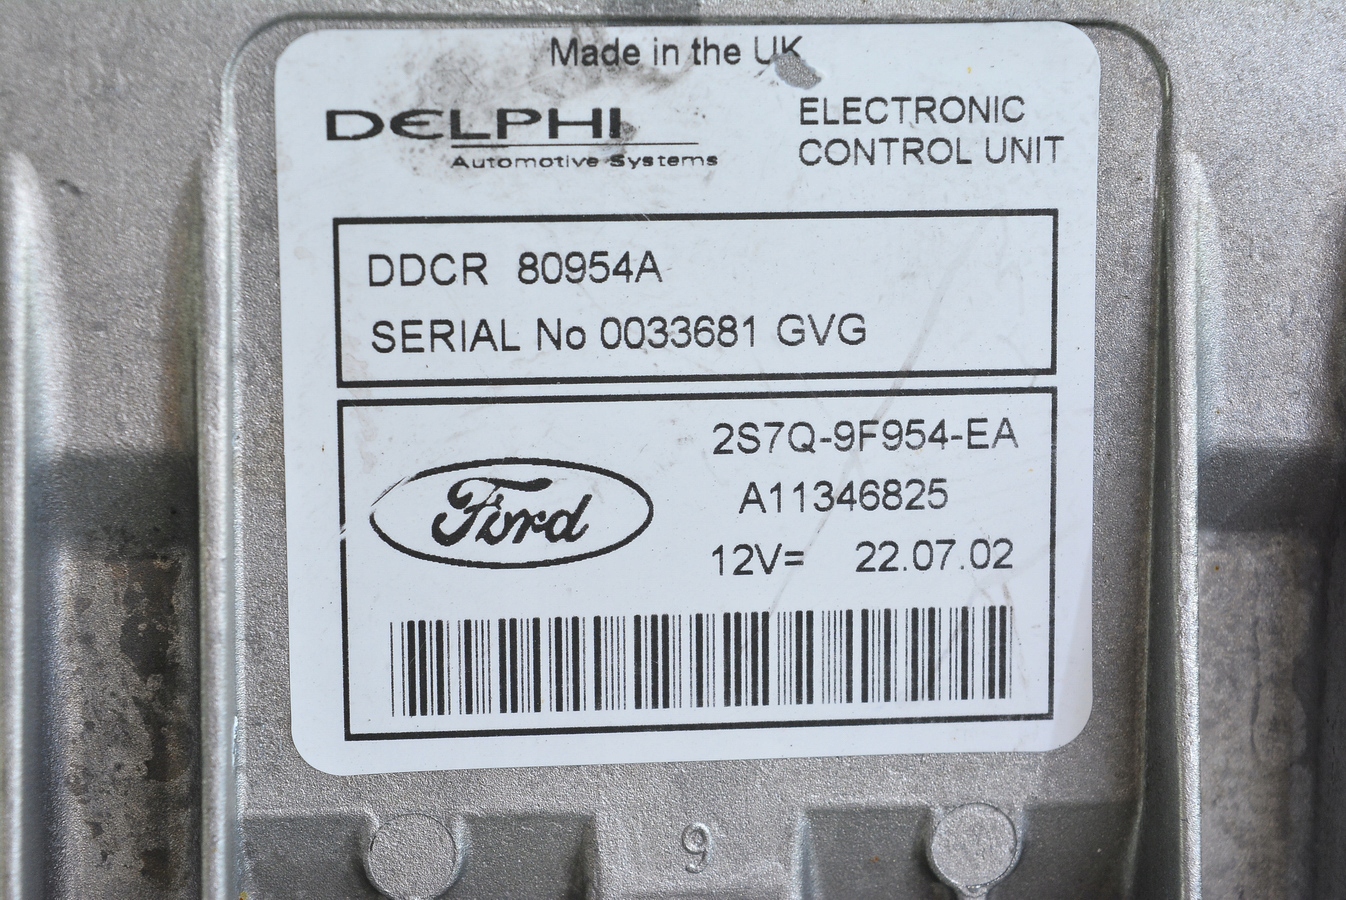 Made in the UK
DELPHI
Automotive Systems
ELECTRONIC
CONTROL UNIT
DDCR 80954A
SERIAL No 0033681 GVG
Ford
2S7Q-9F954-EA
A11346825
12V= 22.07.02
9